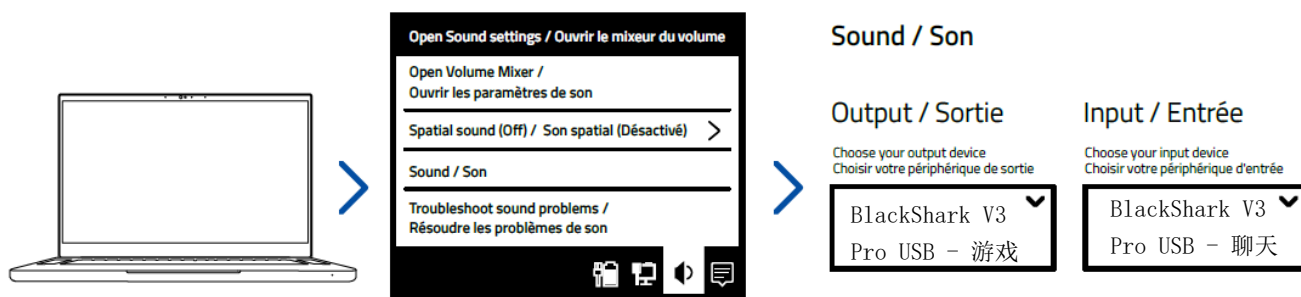 Open Sound settings / Ouvrir le mixeur du volume
Open Volume Mixer /
Ouvrir les paramètres de son
Spatial sound (Off) / Son spatial (Désactivé)
Sound / Son
Troubleshoot sound problems /
Résoudre les problèmes de son
Sound / Son
Output / Sortie
Choose your output device
Choisir votre périphérique de sortie
BlackShark V3
Pro USB - 游戏
Input / Entrée
Choose your input device
Choisir votre périphérique d'entrée
BlackShark V3
Pro USB - 聊天